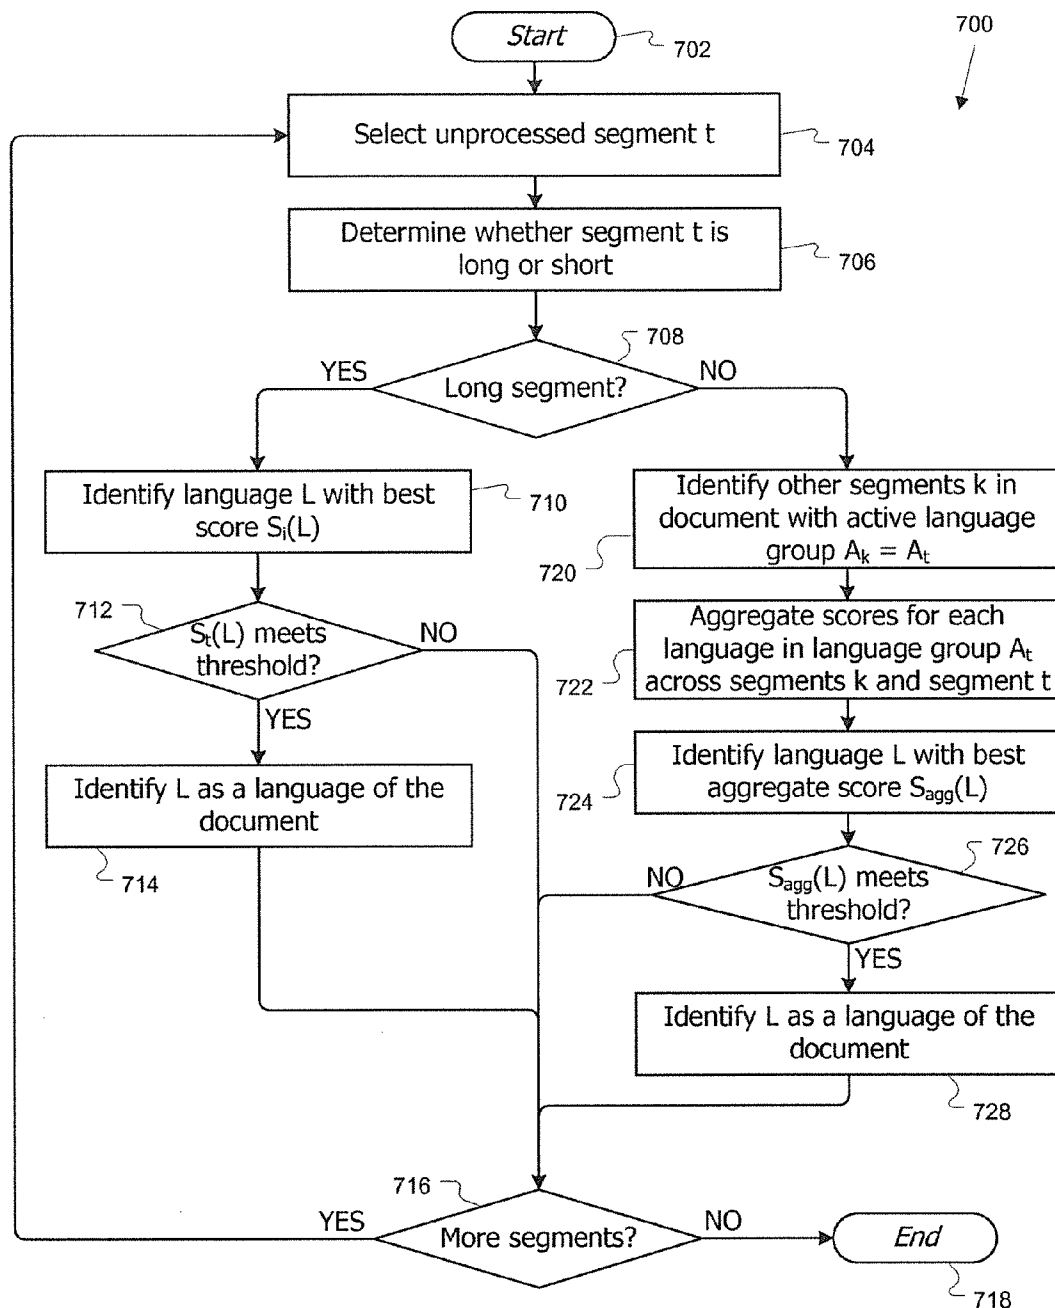 Start
702
700
Select unprocessed segment t
704
Determine whether segment t is
long or short
706
708
YES
Long segment?
NO
Identify language L with best
score Sᵢ(L)
710
Identify other segments k in
document with active language
group Aₖ = Aₜ
720
712
Sₜ(L) meets
threshold?
NO
YES
Aggregate scores for each
language in language group Aₜ
across segments k and segment t
722
Identify L as a language of the
document
714
Identify language L with best
aggregate score Sagg(L)
724
726
NO
Sagg(L) meets
threshold?
YES
Identify L as a language of the
document
728
716
YES
More segments?
NO
End
718